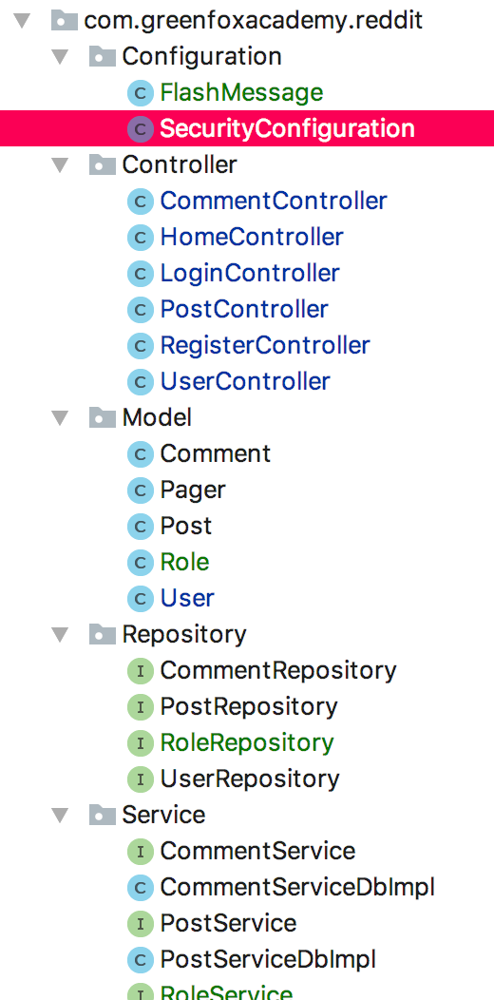 com.greenfoxacademy.reddit
Configuration
C FlashMessage
C SecurityConfiguration
Controller
C CommentController
C HomeController
C LoginController
C PostController
C RegisterController
C UserController
Model
C Comment
C Pager
C Post
C Role
C User
Repository
I CommentRepository
I PostRepository
I RoleRepository
I UserRepository
Service
I CommentService
C CommentServiceDbImpl
I PostService
C PostServiceDbImpl
I RoleService